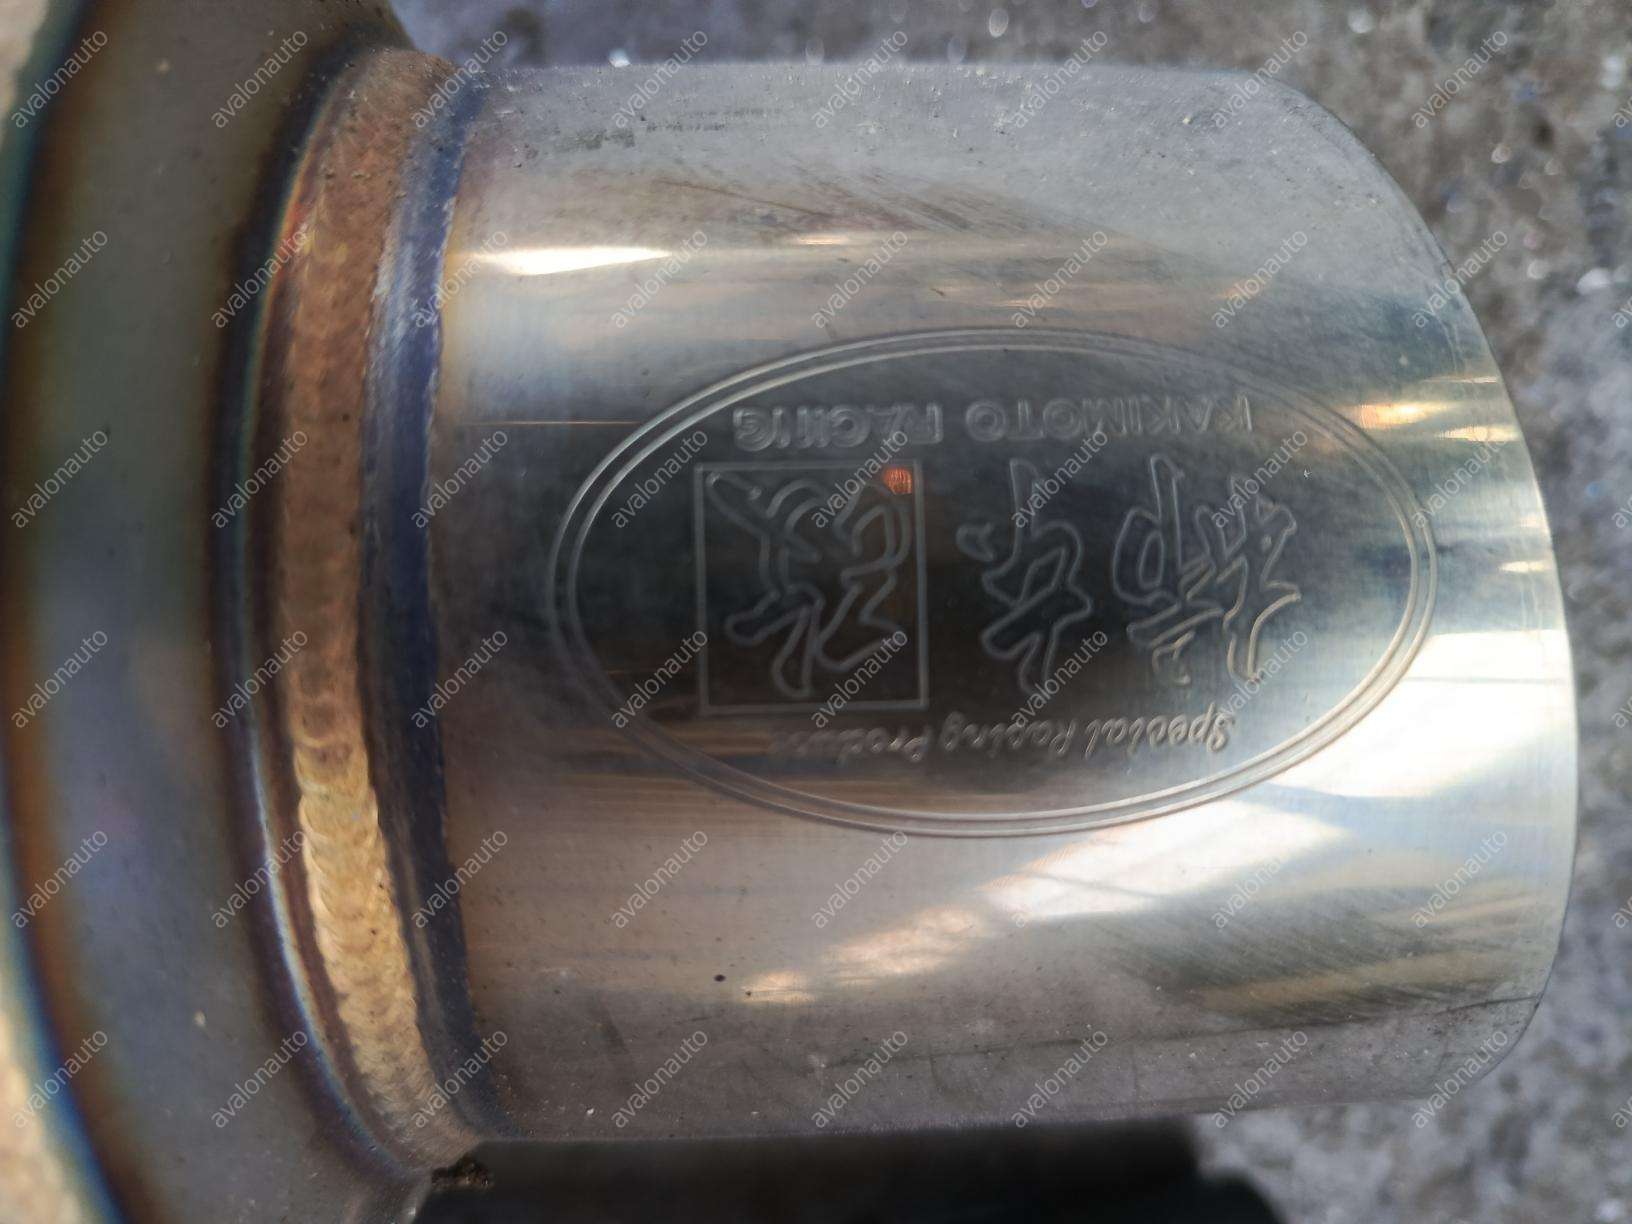 Special Racing
柿本改
KAKIMOTO RACING
avalonauto